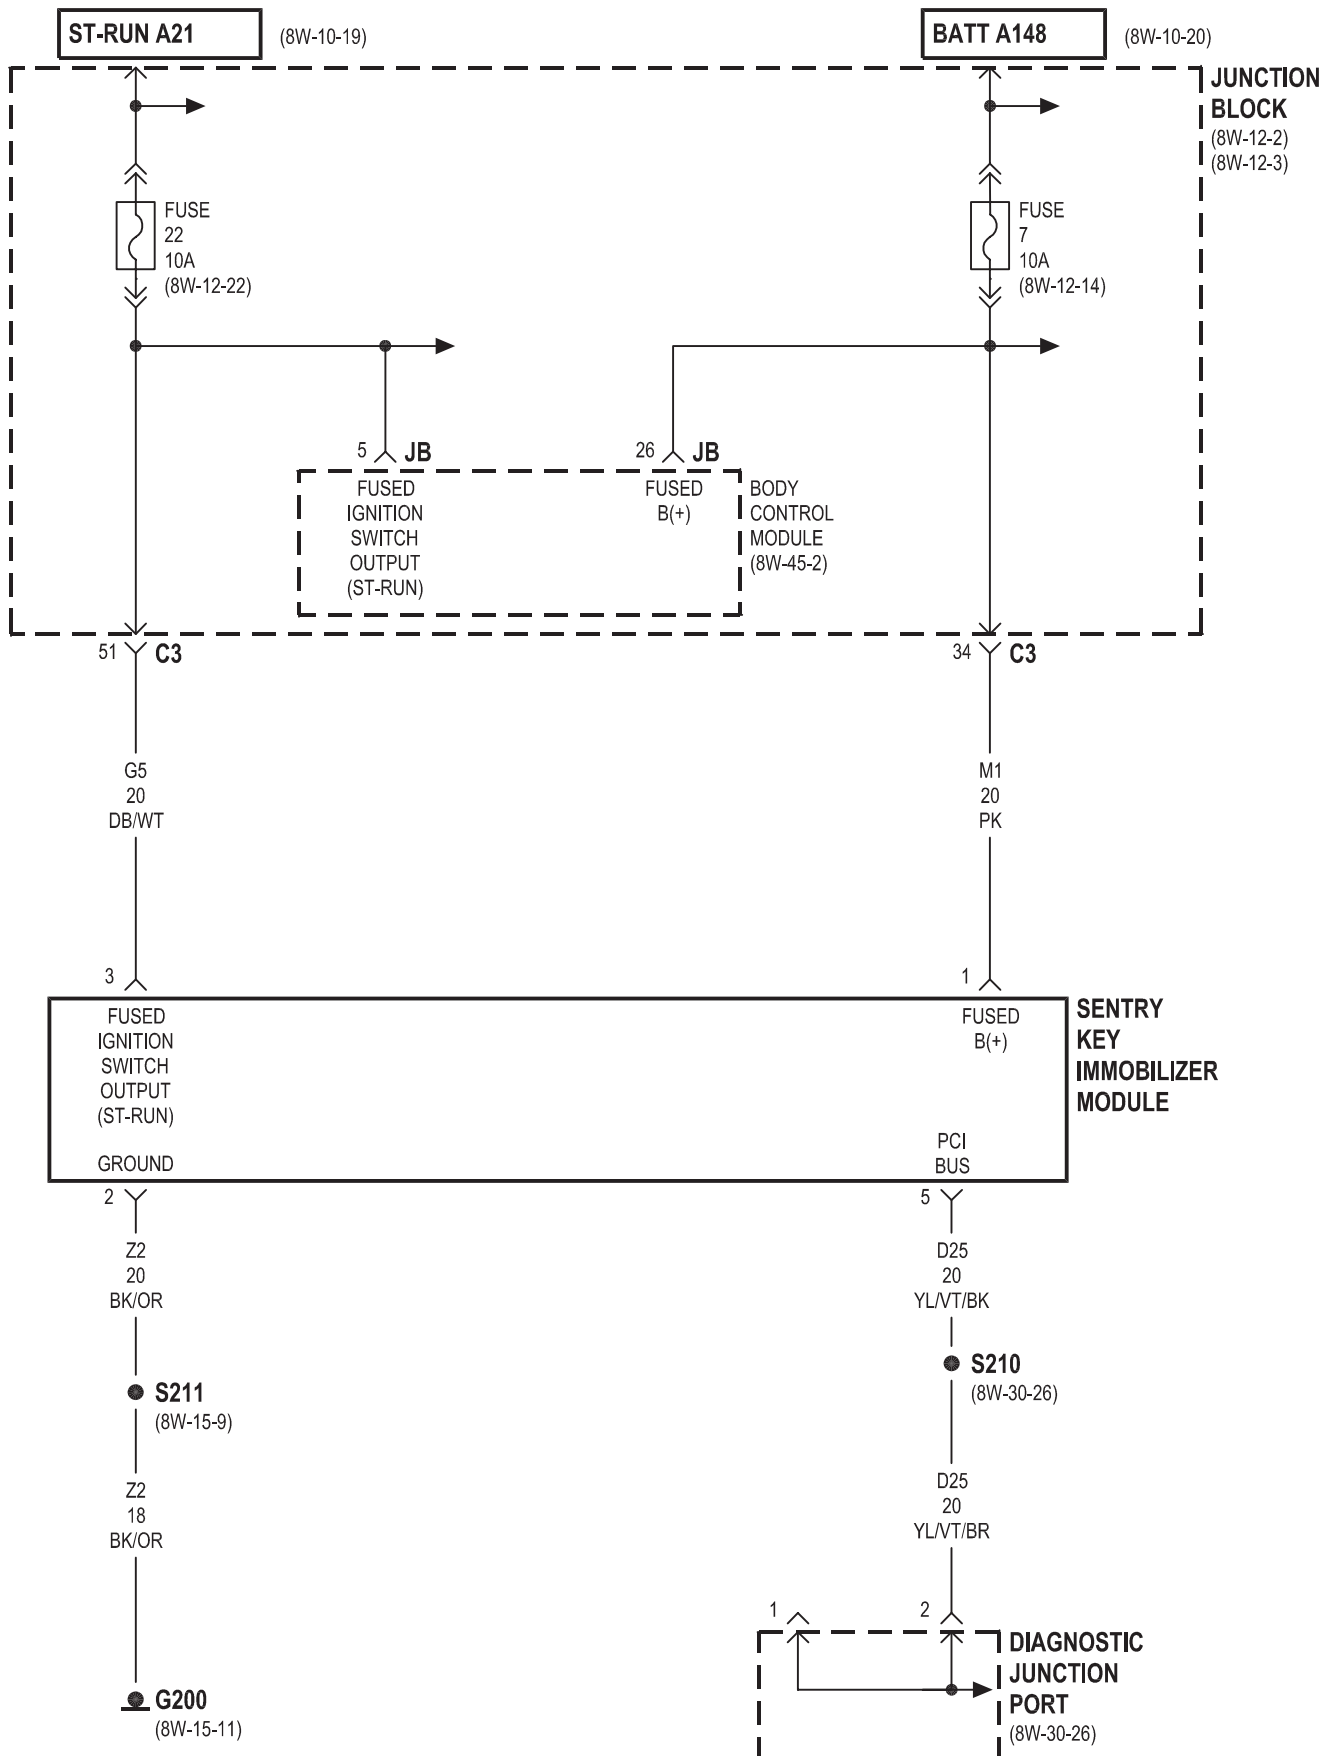 ST-RUN A21
(8W-10-19)
BATT A148
(8W-10-20)
JUNCTION
BLOCK
(8W-12-2)
(8W-12-3)
FUSE
22
10A
(8W-12-22)
FUSE
7
10A
(8W-12-14)
5
JB
26
JB
FUSED
IGNITION
SWITCH
OUTPUT
(ST-RUN)
FUSED
B(+)
BODY
CONTROL
MODULE
(8W-45-2)
51
C3
34
C3
G5
20
DB/WT
M1
20
PK
3
1
FUSED
IGNITION
SWITCH
OUTPUT
(ST-RUN)
FUSED
B(+)
SENTRY
KEY
IMMOBILIZER
MODULE
GROUND
PCI
BUS
2
5
Z2
20
BK/OR
D25
20
YL/VT/BK
S211
(8W-15-9)
S210
(8W-30-26)
Z2
18
BK/OR
D25
20
YL/VT/BR
1
2
G200
(8W-15-11)
DIAGNOSTIC
JUNCTION
PORT
(8W-30-26)